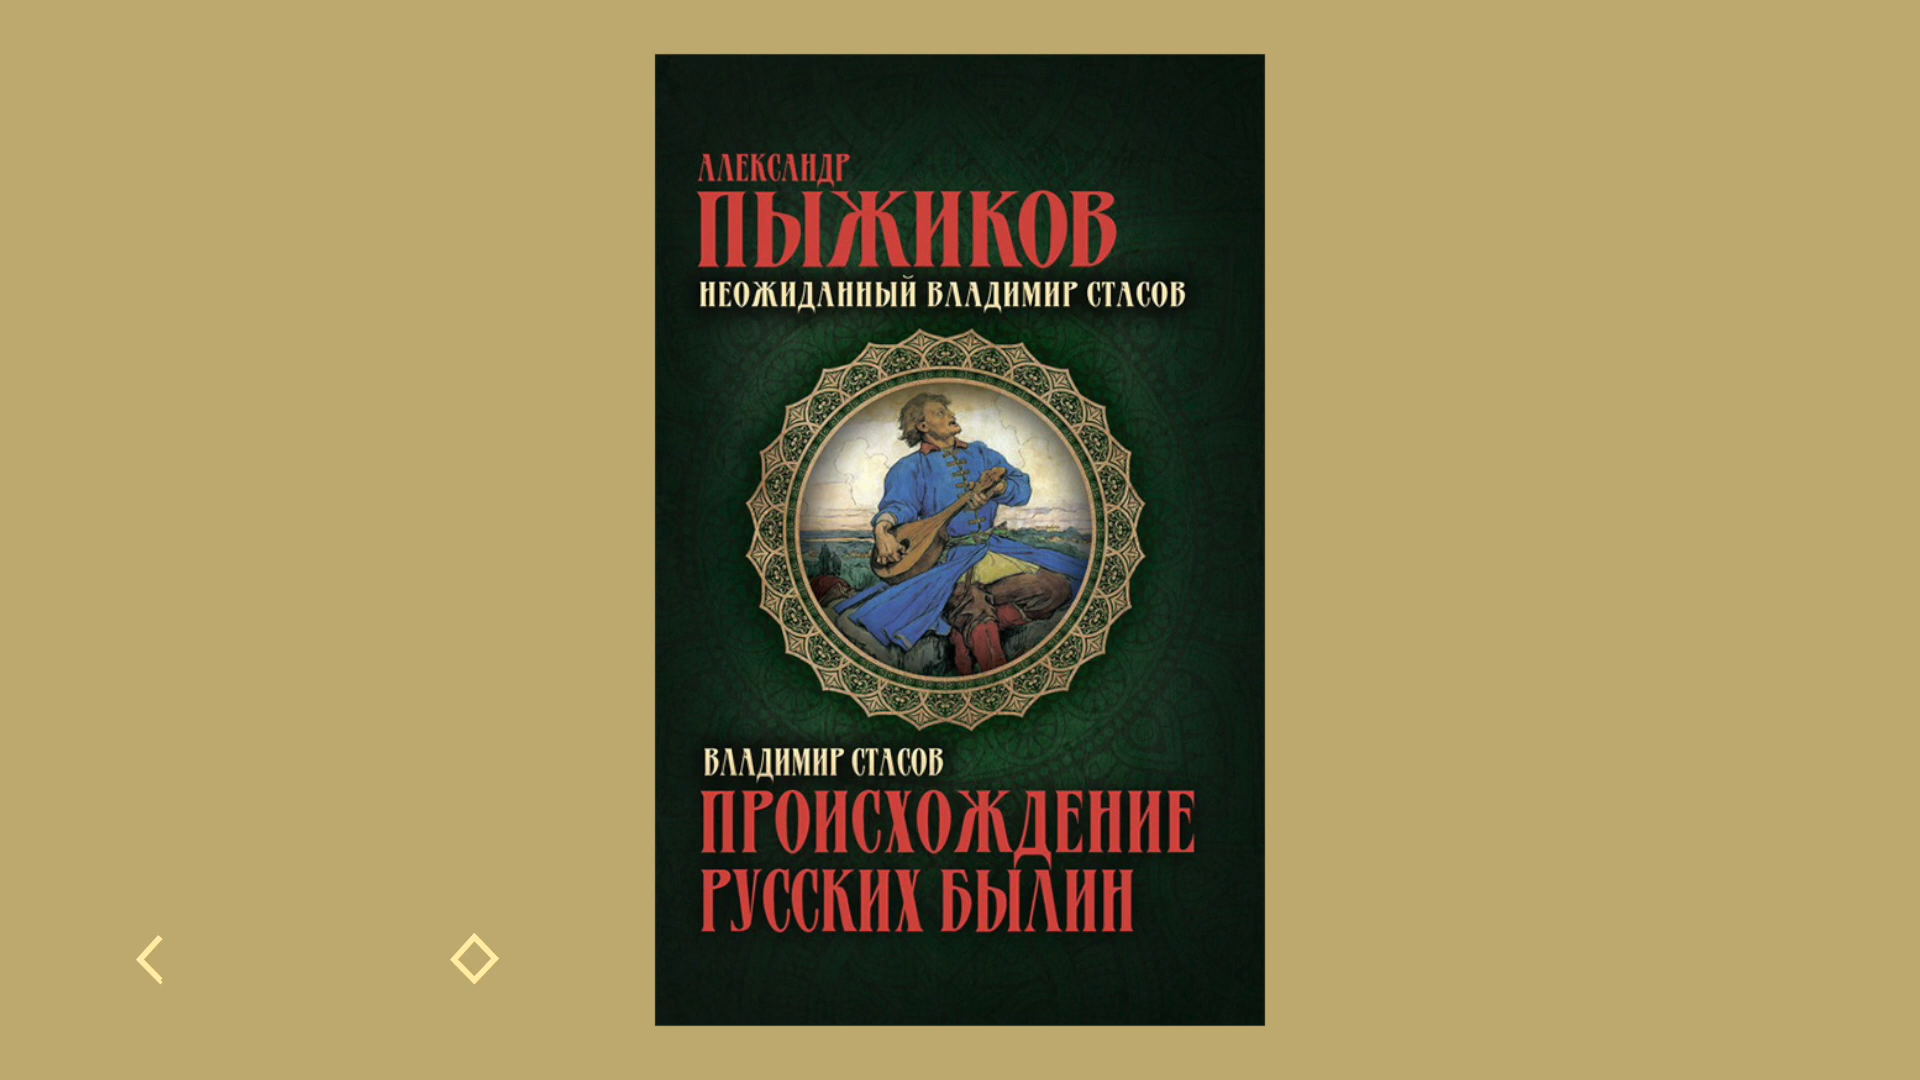 АЛЕКСАНДР
ПЫЖИКОВ
НЕОЖИДАННЫЙ ВЛАДИМИР СТАСОВ
ВЛАДИМИР СТАСОВ
ПРОИСХОЖДЕНИЕ
РУССКИХ БЫЛИН